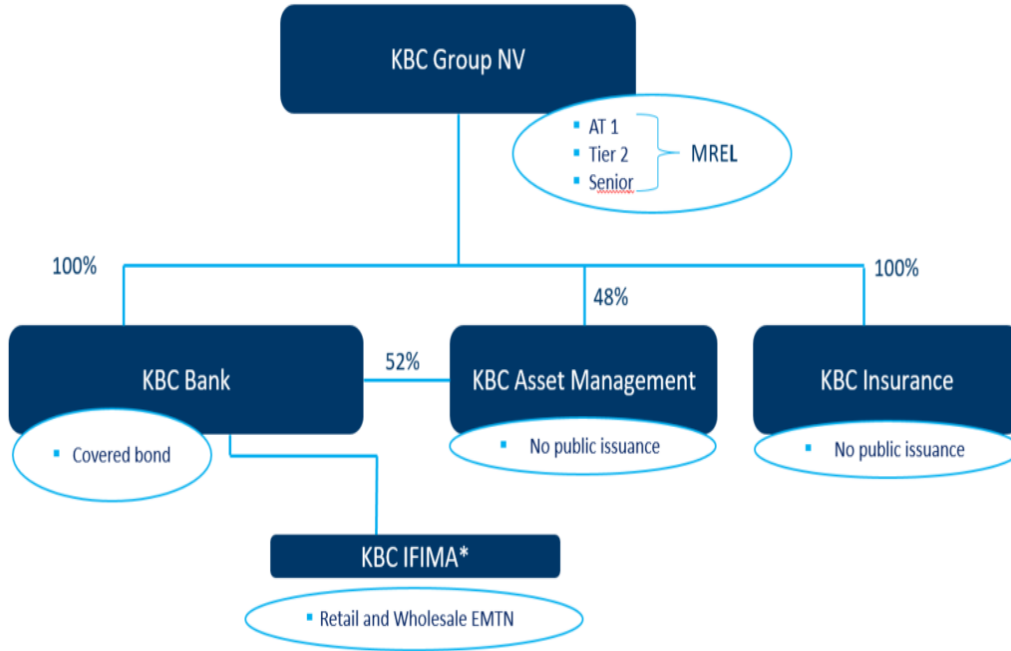 KBC Group NV
▪ AT 1
▪ Tier 2
▪ Senior
MREL
100%
48%
100%
KBC Bank
52%
KBC Asset Management
KBC Insurance
▪ Covered bond
▪ No public issuance
▪ No public issuance
KBC IFIMA*
▪ Retail and Wholesale EMTN